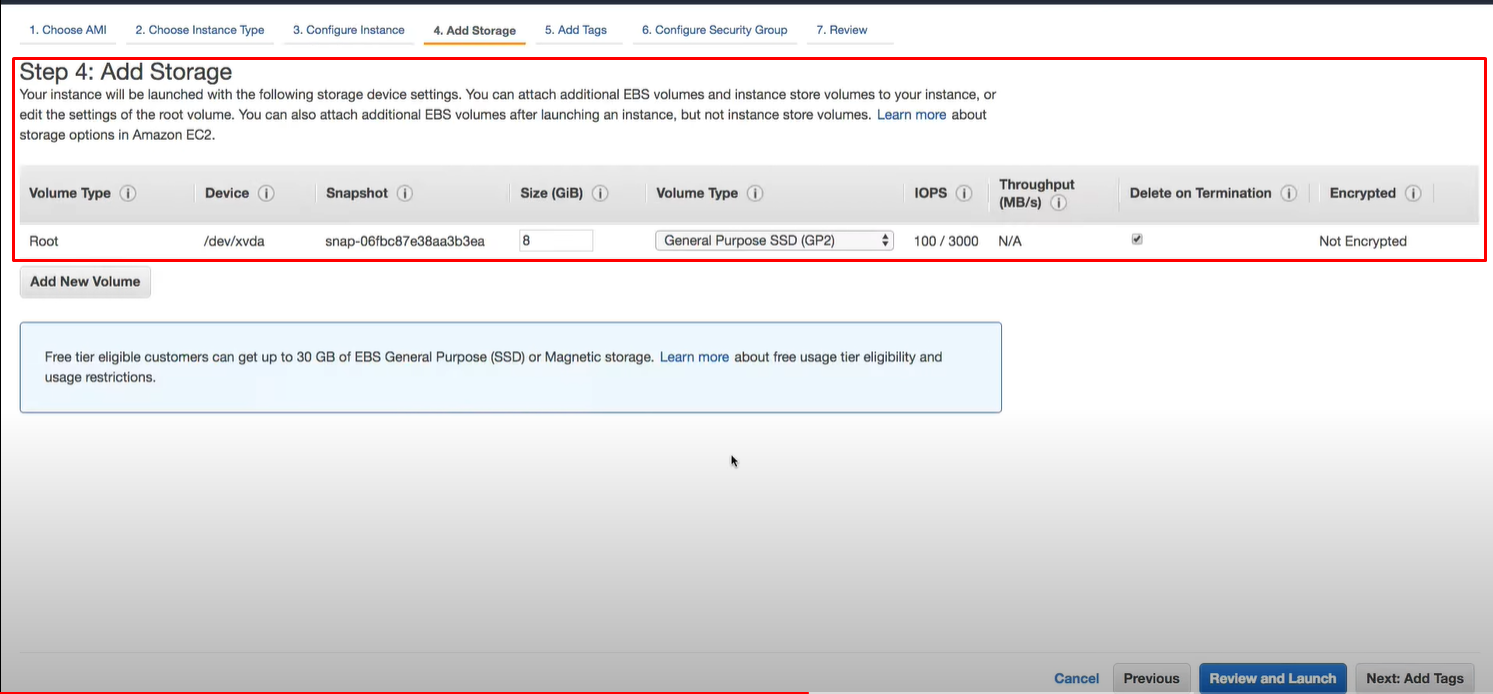 1. Choose AMI 2. Choose Instance Type 3. Configure Instance 4. Add Storage 5. Add Tags 6. Configure Security Group 7. Review
Step 4: Add Storage
Your instance will be launched with the following storage device settings. You can attach additional EBS volumes and instance store volumes to your instance, or
edit the settings of the root volume. You can also attach additional EBS volumes after launching an instance, but not instance store volumes. Learn more about
storage options in Amazon EC2.
Volume Type i Device i Snapshot i Size (GiB) i Volume Type i IOPS i Throughput (MB/s) i Delete on Termination i Encrypted i
Root /dev/xvda snap-06fbc87e38aa3b3ea 8 General Purpose SSD (GP2) 100 / 3000 N/A Not Encrypted
Add New Volume
Free tier eligible customers can get up to 30 GB of EBS General Purpose (SSD) or Magnetic storage. Learn more about free usage tier eligibility and
usage restrictions.
Cancel Previous Review and Launch Next: Add Tags